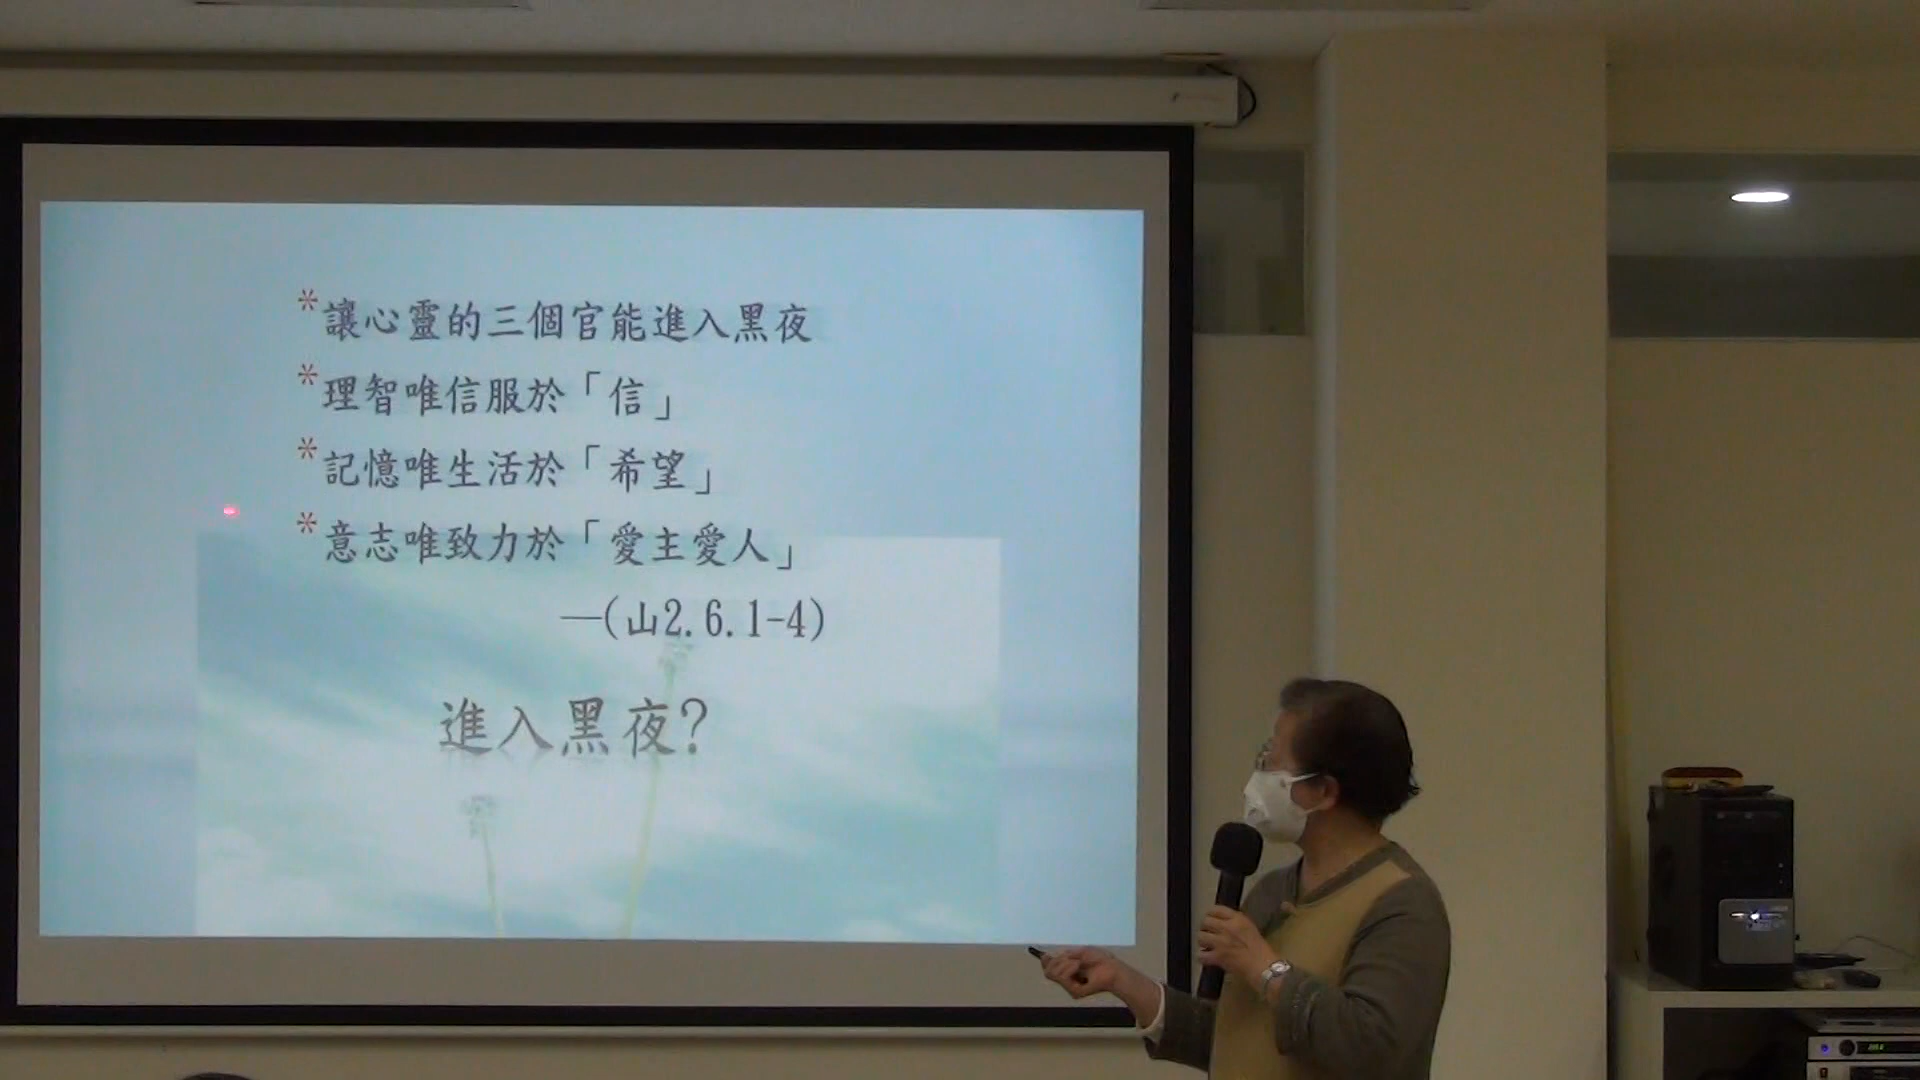 *讓心靈的三個官能進入黑夜
*理智唯信服於「信」
*記憶唯生活於「希望」
*意志唯致力於「愛主愛人」
—(山2.6.1-4)
進入黑夜?